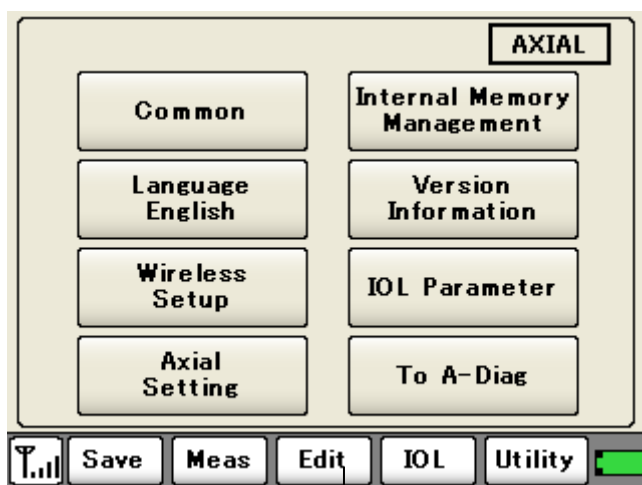 AXIAL
Common
Internal Memory
Management
Language
English
Version
Information
Wireless
Setup
IOL Parameter
Axial
Setting
To A-Diag
Save
Meas
Edit
IOL
Utility